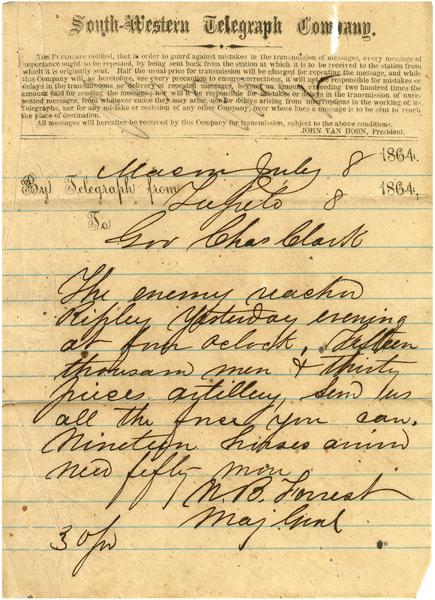 South-Western Telegraph Company.
THE PUBLIC are notified, that in order to guard against mistakes in the transmission of messages, every message of
importance ought to be repeated, by being sent back from the station at which it is to be received to the station from
which it is originally sent. Half the usual price for transmission will be charged for repeating the message, and while
this Company will, as heretofore, use every precaution to ensure correctness, it will not be responsible for mistakes or
delays in the transmission or delivery of repeated messages, beyond an amount exceeding two hundred times the
amount paid for sending the message; nor will it be responsible for mistakes or delays in the transmission of unre-
peated messages, from whatever cause they may arise, nor for delays arising from interruptions in the working of its
telegraphs, nor for any mistake or omission of any other Company, over whose lines a message is to be sent to reach
the place of destination.
All messages will hereafter be received by this Company for transmission, subject to the above conditions.
JOHN VAN HORN, President.
Macon July 8 1864.
By Telegraph from Tupelo 8 1864.
To
Gov Chas Clark
The enemy reached
Ripley Yesterday evening
at four oclock,
thousand men & thirty
pieces artillery, send us
all the force you can.
Nineteen horses
need fifty more
N. B. Forrest
Maj Genl